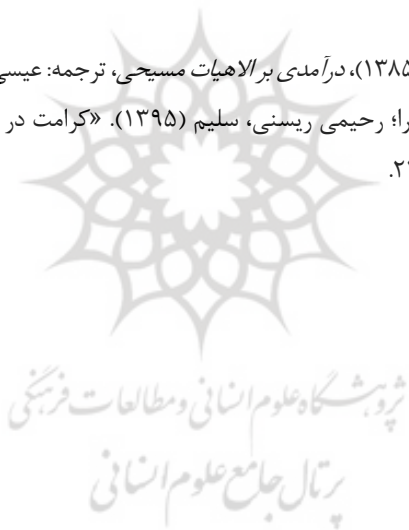 ۱۳۸۵)، درآمدی بر الاهیات مسیحی، ترجمه: عیسی
را؛ رحیمی ریسنی، سلیم (۱۳۹۵). «کرامت در
.۲
پژوهشگاه علوم انسانی و مطالعات فرهنگی
پرتال جامع علوم انسانی